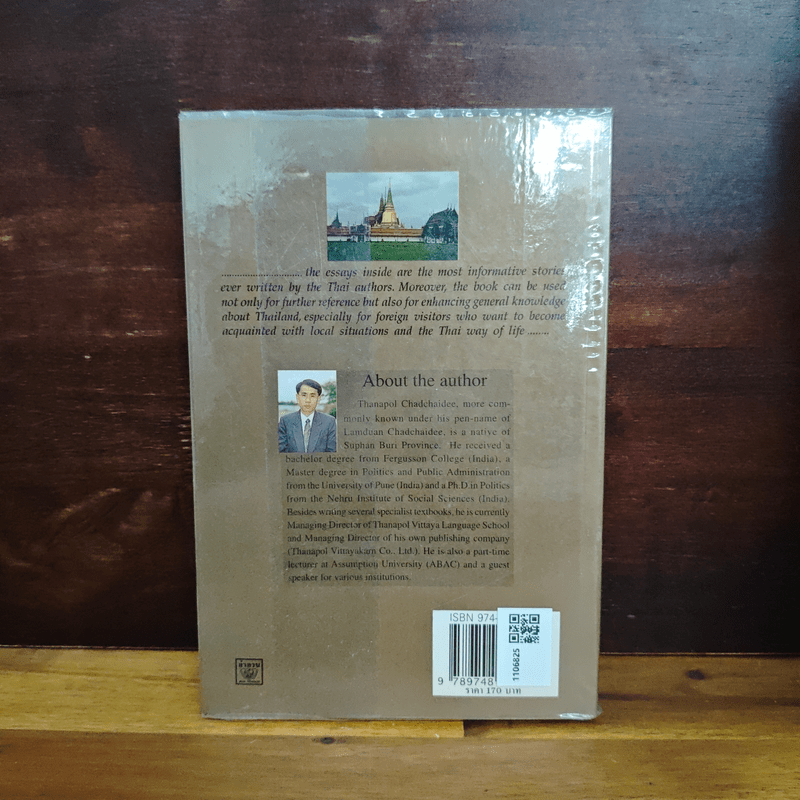 ............................. the essays inside are the most informative stories
ever written by the Thai authors. Moreover, the book can be used
not only for further reference but also for enhancing general knowledge
about Thailand, especially for foreign visitors who want to become
acquainted with local situations and the Thai way of life ........
About the author
Thanapol Chadchaidee, more com-
monly known under his pen-name of
Lamduan Chadchaidee, is a native of
Suphan Buri Province. He received a
bachelor degree from Fergusson College (India), a
Master degree in Politics and Public Administration
from the University of Pune (India) and a Ph.D in Politics
from the Nehru Institute of Social Sciences (India).
Besides writing several specialist textbooks, he is currently
Managing Director of Thanapol Vittaya Language School
and Managing Director of his own publishing company
(Thanapol Vittayakarn Co., Ltd.). He is also a part-time
lecturer at Assumption University (ABAC) and a guest
speaker for various institutions.
ISBN 974-
1106825
9 789748
ราคา 170 บาท